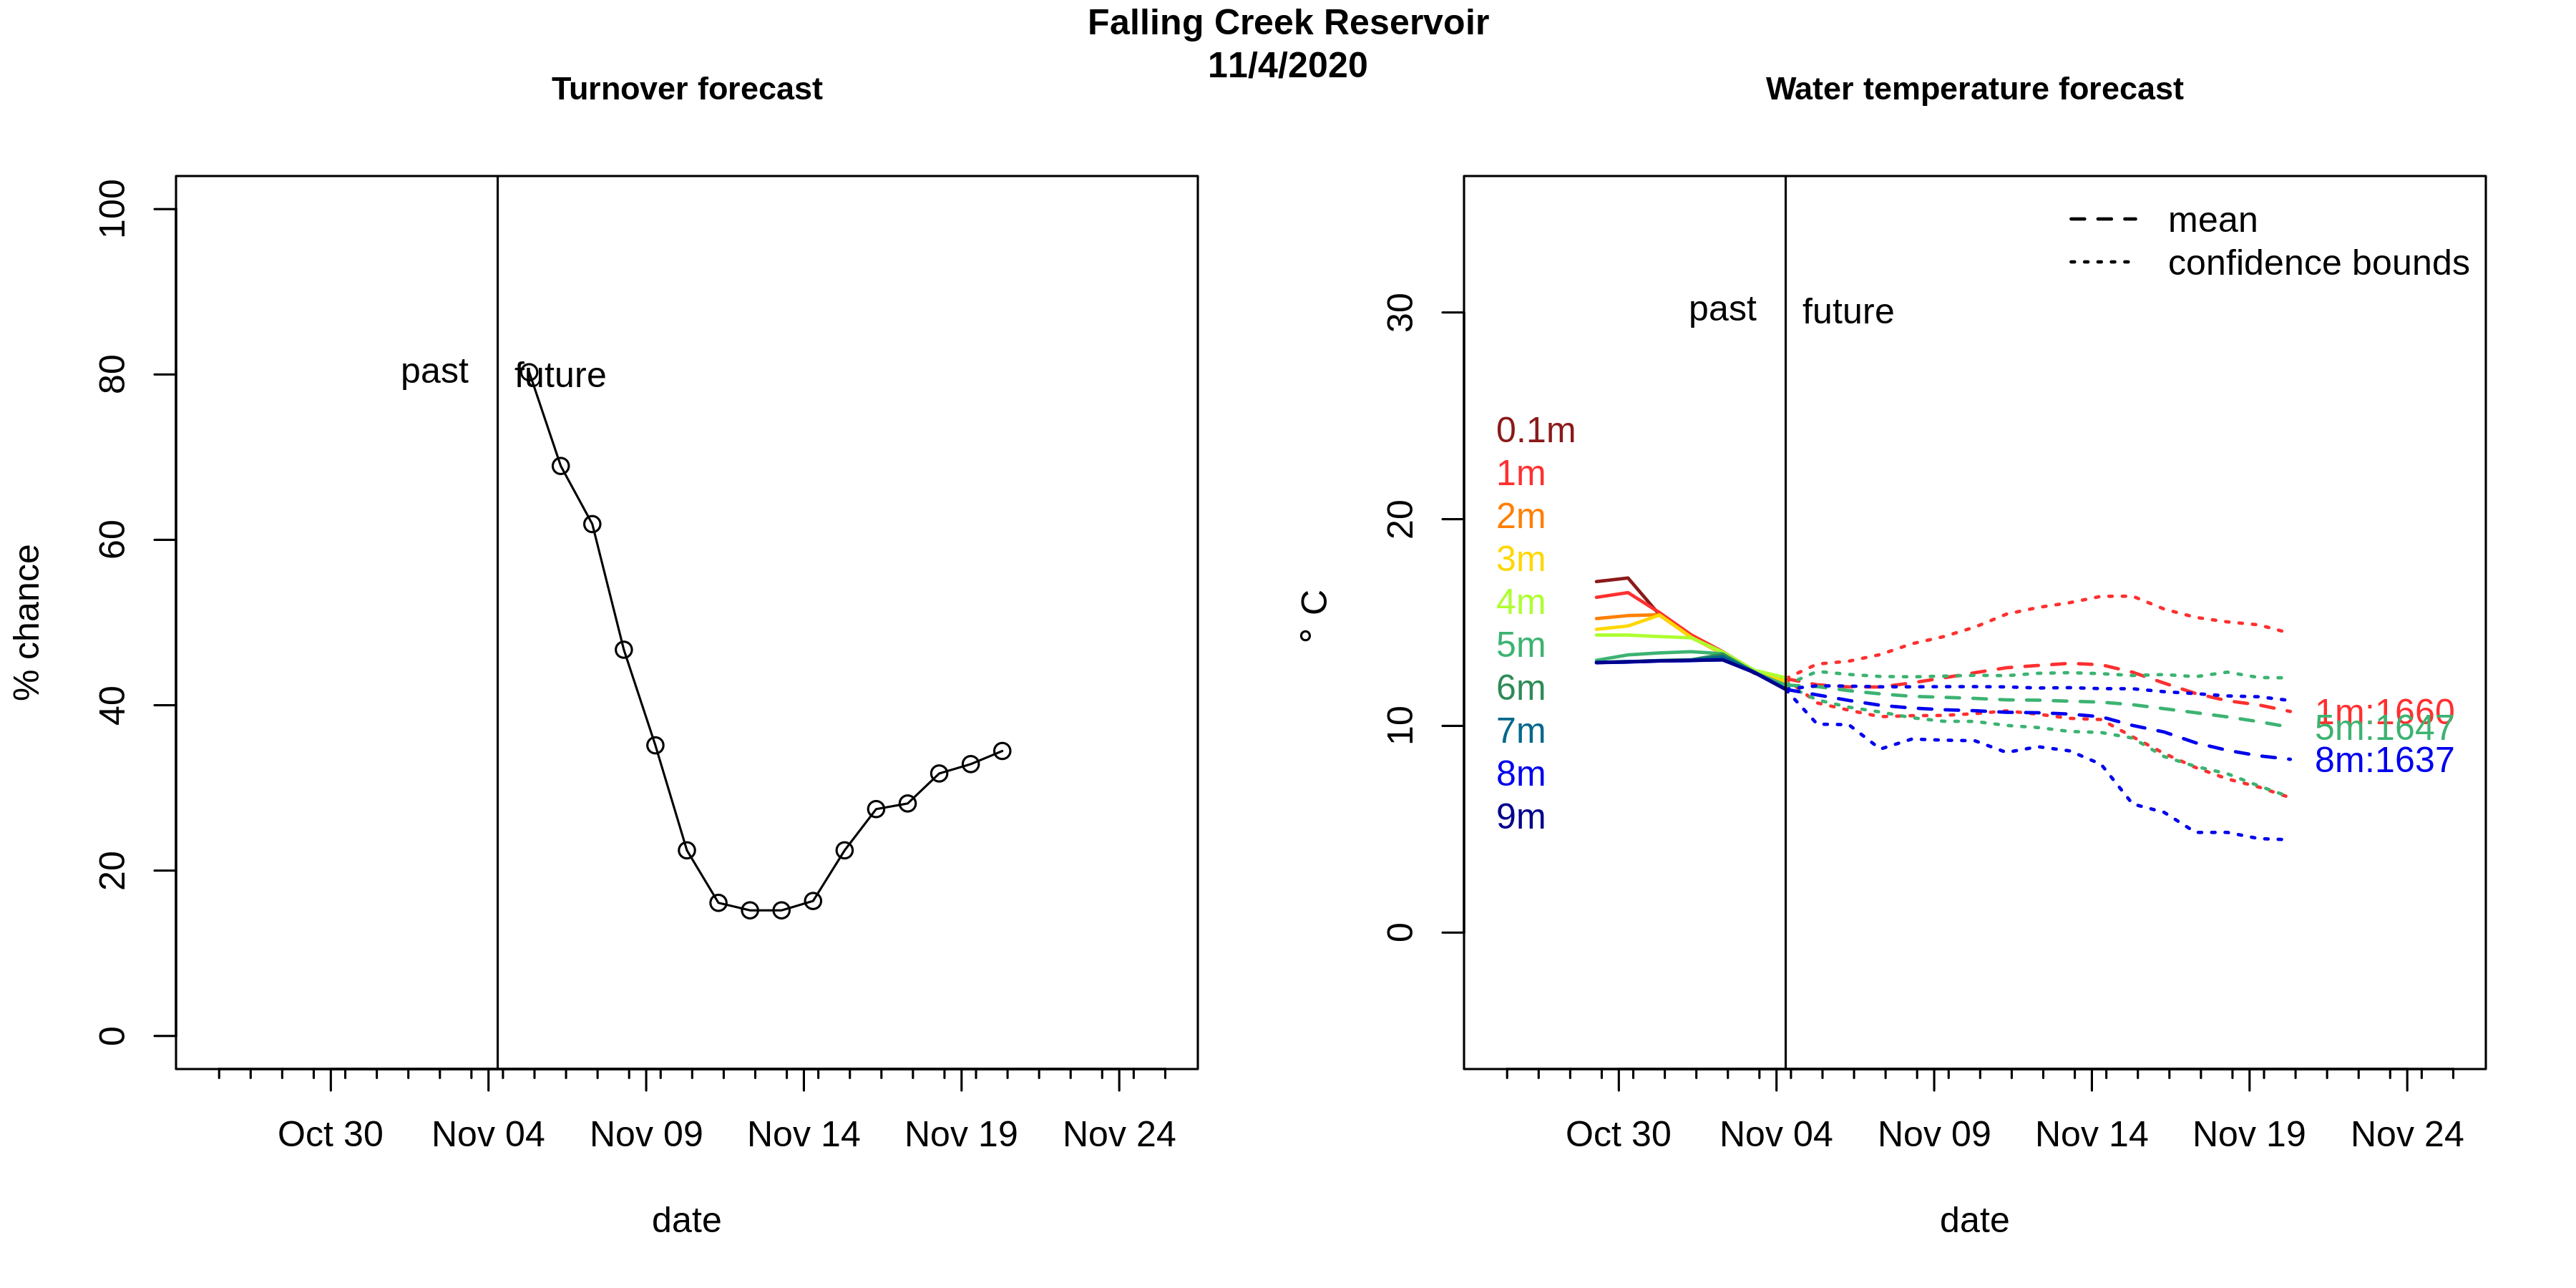 Falling Creek Reservoir
11/4/2020
Turnover forecast
% chance
100
80
60
40
20
0
past
future
Oct 30
Nov 04
Nov 09
Nov 14
Nov 19
Nov 24
date
Water temperature forecast
° C
30
20
10
0
mean
confidence bounds
past
future
0.1m
1m
2m
3m
4m
5m
6m
7m
8m
9m
1m:1660
5m:1647
8m:1637
Oct 30
Nov 04
Nov 09
Nov 14
Nov 19
Nov 24
date